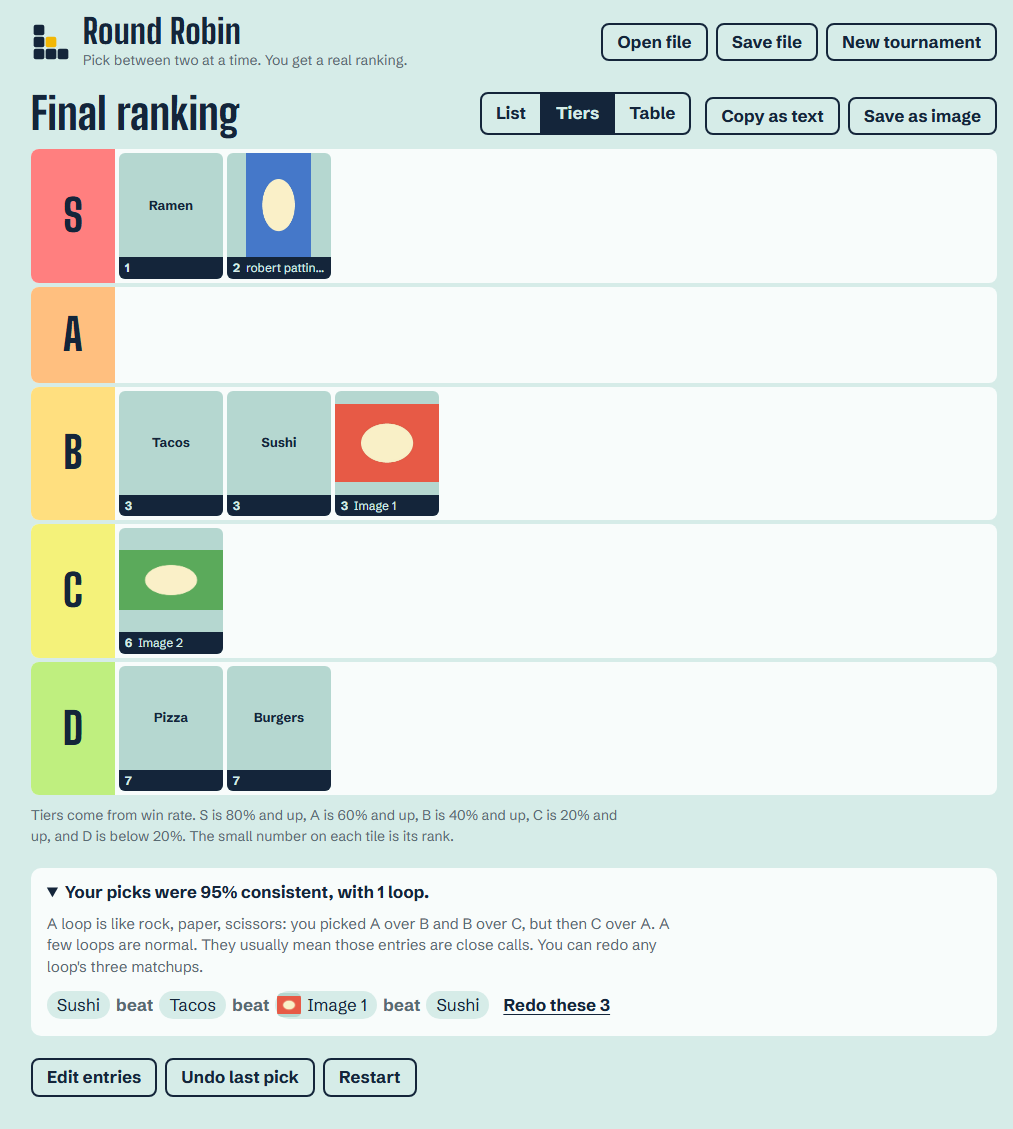 Round Robin
Pick between two at a time. You get a real ranking.
Open file
Save file
New tournament
Final ranking
List
Tiers
Table
Copy as text
Save as image
S
Ramen
1
2 robert pattin...
A
B
Tacos
3
Sushi
3
3 Image 1
C
6 Image 2
D
Pizza
7
Burgers
7
Tiers come from win rate. S is 80% and up, A is 60% and up, B is 40% and up, C is 20% and
up, and D is below 20%. The small number on each tile is its rank.
▼ Your picks were 95% consistent, with 1 loop.
A loop is like rock, paper, scissors: you picked A over B and B over C, but then C over A. A
few loops are normal. They usually mean those entries are close calls. You can redo any
loop's three matchups.
Sushi beat Tacos beat Image 1 beat Sushi Redo these 3
Edit entries
Undo last pick
Restart